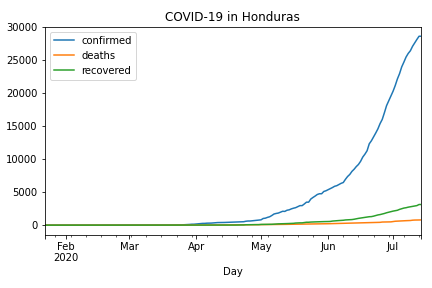 COVID-19 in Honduras
30000
25000
20000
15000
10000
5000
0
confirmed
deaths
recovered
Feb Mar Apr May Jun Jul
2020
Day